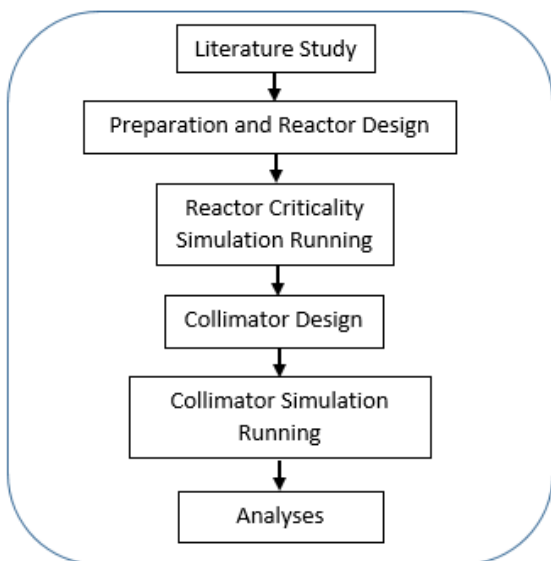 Literature Study
Preparation and Reactor Design
Reactor Criticality
Simulation Running
Collimator Design
Collimator Simulation
Running
Analyses